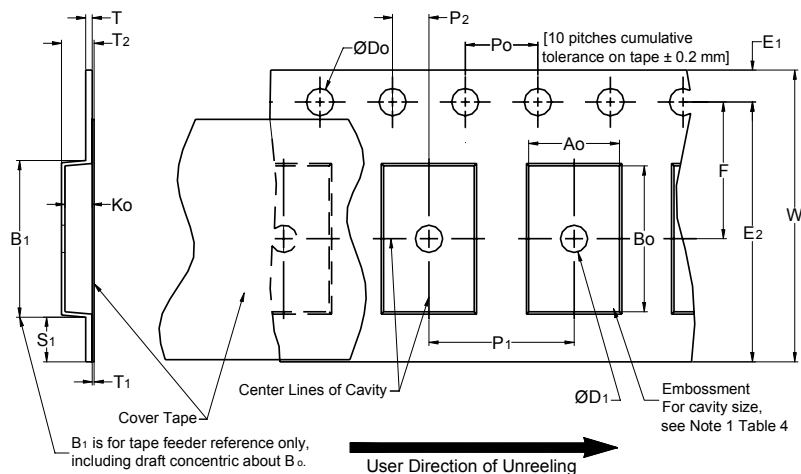 T
T2
P2
ØDo
Po
[10 pitches cumulative
tolerance on tape ± 0.2 mm]
E1
Ao
F
W
Ko
B1
Bo
E2
S1
P1
T1
Center Lines of Cavity
ØD1
Embossment
For cavity size,
see Note 1 Table 4
Cover Tape
B1 is for tape feeder reference only,
including draft concentric about Bo.
User Direction of Unreeling